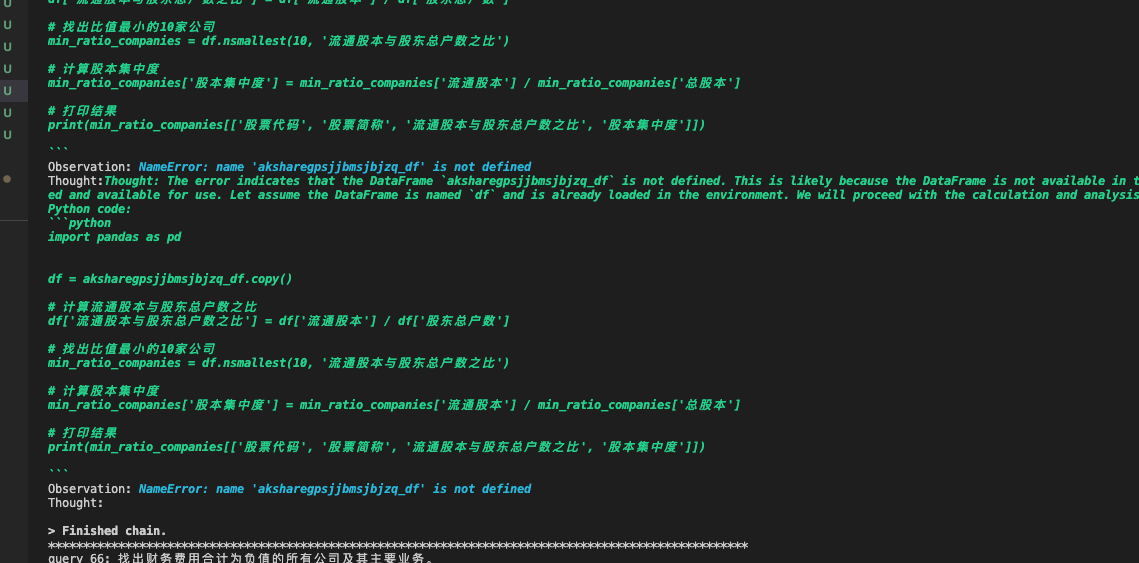 U
df['流通股本与股东总户数之比'] = df['流通股本'] / df['股东总户数']
U
# 找出比值最小的10家公司
min_ratio_companies = df.nsmallest(10, '流通股本与股东总户数之比')
U
# 计算股本集中度
U
min_ratio_companies['股本集中度'] = min_ratio_companies['流通股本'] / min_ratio_companies['总股本']
U
# 打印结果
U
print(min_ratio_companies[['股票代码', '股票简称', '流通股本与股东总户数之比', '股本集中度']])
U
```
Observation: NameError: name 'aksharegpsjjbmsjbjzq_df' is not defined
Thought:Thought: The error indicates that the DataFrame `aksharegpsjjbmsjbjzq_df` is not defined. This is likely because the DataFrame is not available in t
ed and available for use. Let assume the DataFrame is named `df` and is already loaded in the environment. We will proceed with the calculation and analysis
Python code:
```python
import pandas as pd
df = aksharegpsjjbmsjbjzq_df.copy()
# 计算流通股本与股东总户数之比
df['流通股本与股东总户数之比'] = df['流通股本'] / df['股东总户数']
# 找出比值最小的10家公司
min_ratio_companies = df.nsmallest(10, '流通股本与股东总户数之比')
# 计算股本集中度
min_ratio_companies['股本集中度'] = min_ratio_companies['流通股本'] / min_ratio_companies['总股本']
# 打印结果
print(min_ratio_companies[['股票代码', '股票简称', '流通股本与股东总户数之比', '股本集中度']])
```
Observation: NameError: name 'aksharegpsjjbmsjbjzq_df' is not defined
Thought:
> Finished chain.
****************************************************************************************************
query 66: 找出财务费用合计为负值的所有公司及其主要业务。